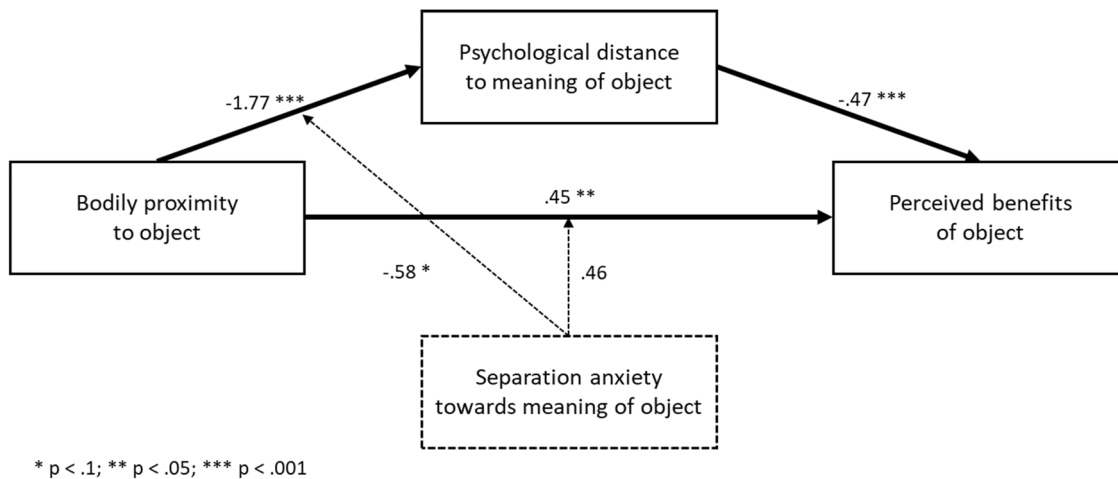 Psychological distance
to meaning of object
-1.77 ***
-.47 ***
Bodily proximity
to object
.45 **
Perceived benefits
of object
-.58 *
.46
Separation anxiety
towards meaning of object
* p < .1; ** p < .05; *** p < .001